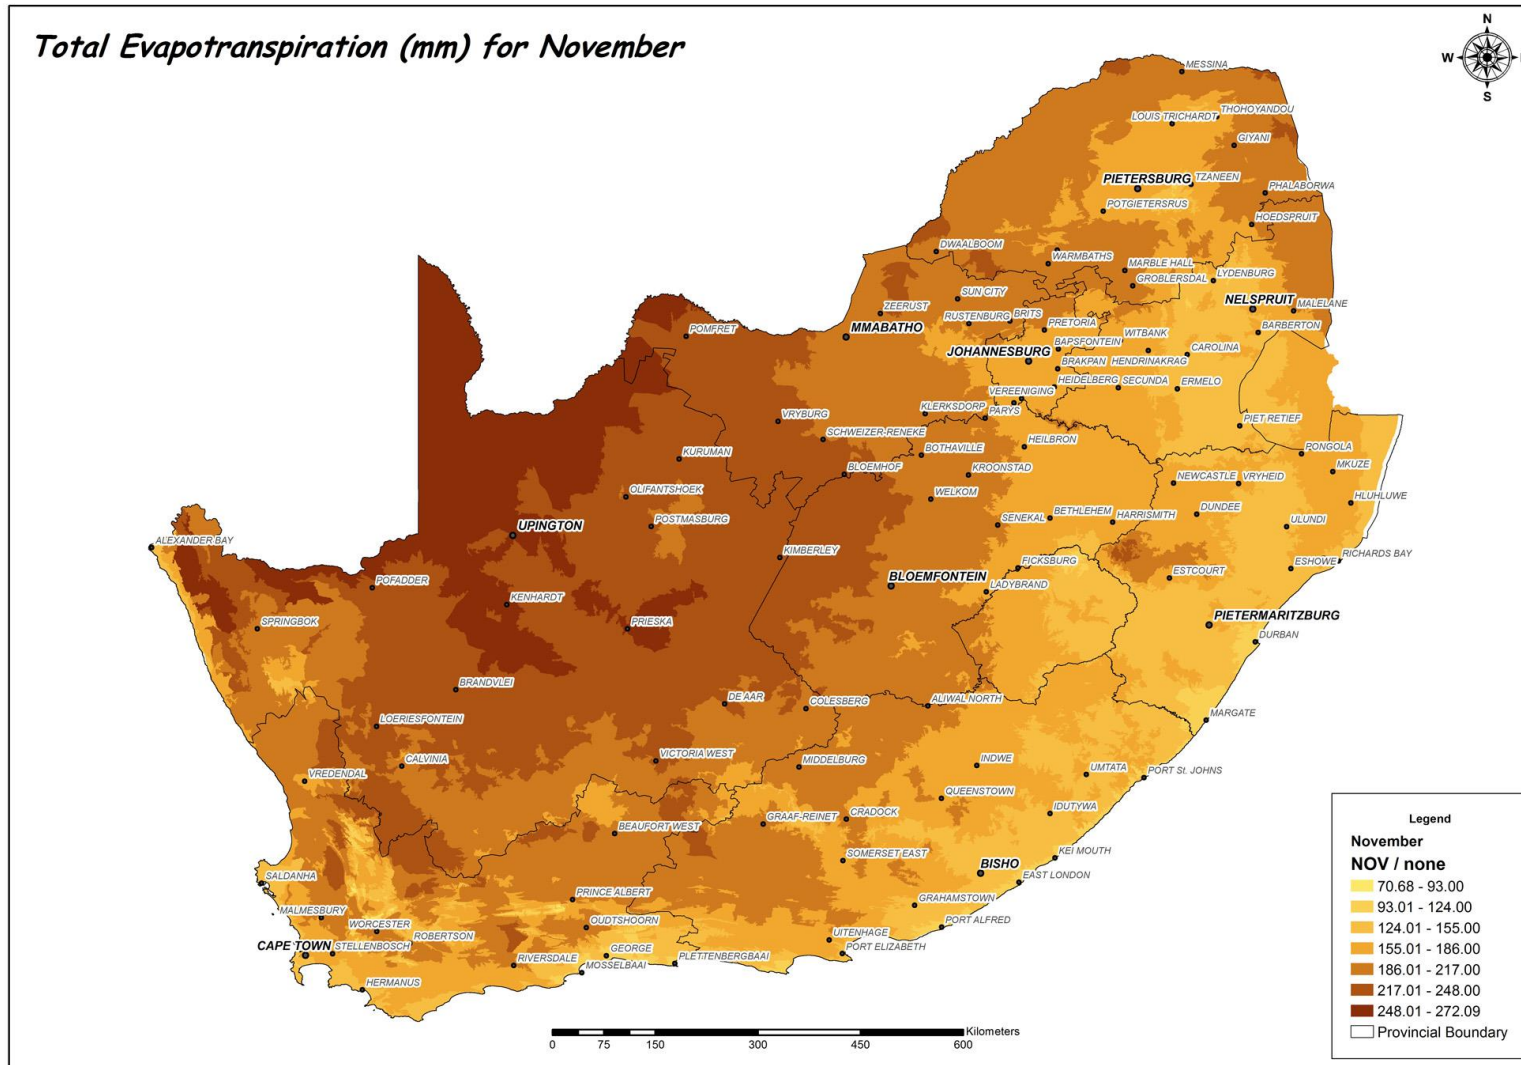 Total Evapotranspiration (mm) for November
N
W
S
MESSINA
THOHOYANDOU
LOUIS TRICHARDT
GIYANI
PIETERSBURG
TZANEEN
PHALABORWA
POTGIETERSRUS
HOEDSPRUIT
DWAALBOOM
WARMBATHS
MARBLE HALL
LYDENBURG
GROBLERSDAL
SUN CITY
NELSPRUIT
MALELANE
ZEERUST
RUSTENBURG
BRITS
PRETORIA
WITBANK
BARBERTON
POMFRET
MMABATHO
BAPSFONTEIN
JOHANNESBURG
CAROLINA
BRAKPAN
HENDRINAKRAG
HEIDELBERG
SECUNDA
ERMELO
VEREENIGING
VRYBURG
KLERKSDORP
PARYS
PIET RETIEF
SCHWEIZER-RENEKE
HEILBRON
BOTHAVILLE
PONGOLA
KURUMAN
BLOEMHOF
KROONSTAD
MKUZE
NEWCASTLE
VRYHEID
OLIFANTSHOEK
WELKOM
HLUHLUWE
UPINGTON
POSTMASBURG
SENEKAL
BETHLEHEM
HARRISMITH
DUNDEE
ULUNDI
ALEXANDER BAY
KIMBERLEY
FICKSBURG
RICHARDS BAY
ESHOWE
POFADDER
BLOEMFONTEIN
LADYBRAND
ESTCOURT
KENHARDT
SPRINGBOK
PRIESKA
PIETERMARITZBURG
DURBAN
BRANDVLEI
DE AAR
COLESBERG
ALIWAL NORTH
LOERIESFONTEIN
MARGATE
CALVINIA
VICTORIA WEST
MIDDELBURG
INDWE
VREDENDAL
UMTATA
PORT St. JOHNS
QUEENSTOWN
IDUTYWA
GRAAF-REINET
CRADOCK
BEAUFORT WEST
SOMERSET EAST
KEI MOUTH
BISHO
SALDANHA
EAST LONDON
PRINCE ALBERT
GRAHAMSTOWN
MALMESBURY
WORCESTER
OUDTSHOORN
PORT ALFRED
ROBERTSON
UITENHAGE
CAPE TOWN
STELLENBOSCH
GEORGE
PORT ELIZABETH
RIVERSDALE
MOSSELBAAI
PLETTENBERGBAAI
HERMANUS
Kilometers
0 75 150 300 450 600
Legend
November
NOV / none
70.68 - 93.00
93.01 - 124.00
124.01 - 155.00
155.01 - 186.00
186.01 - 217.00
217.01 - 248.00
248.01 - 272.09
Provincial Boundary